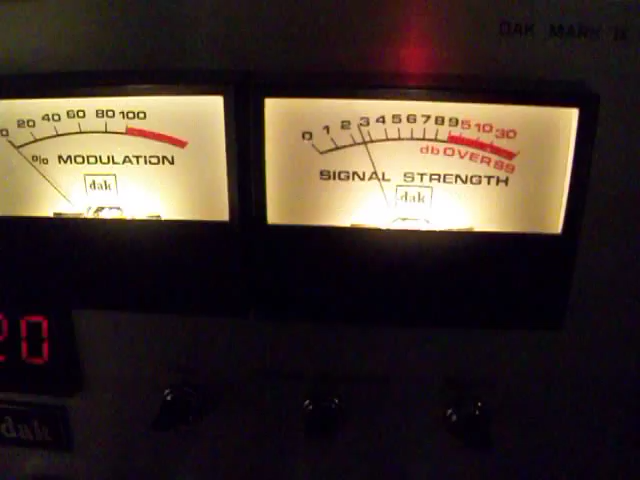 DAK MARK II
0 20 40 60 80 100
% MODULATION
dak
0 1 2 3 4 5 6 7 8 9 5 10 30
db OVER S9
SIGNAL STRENGTH
dak
20
dak